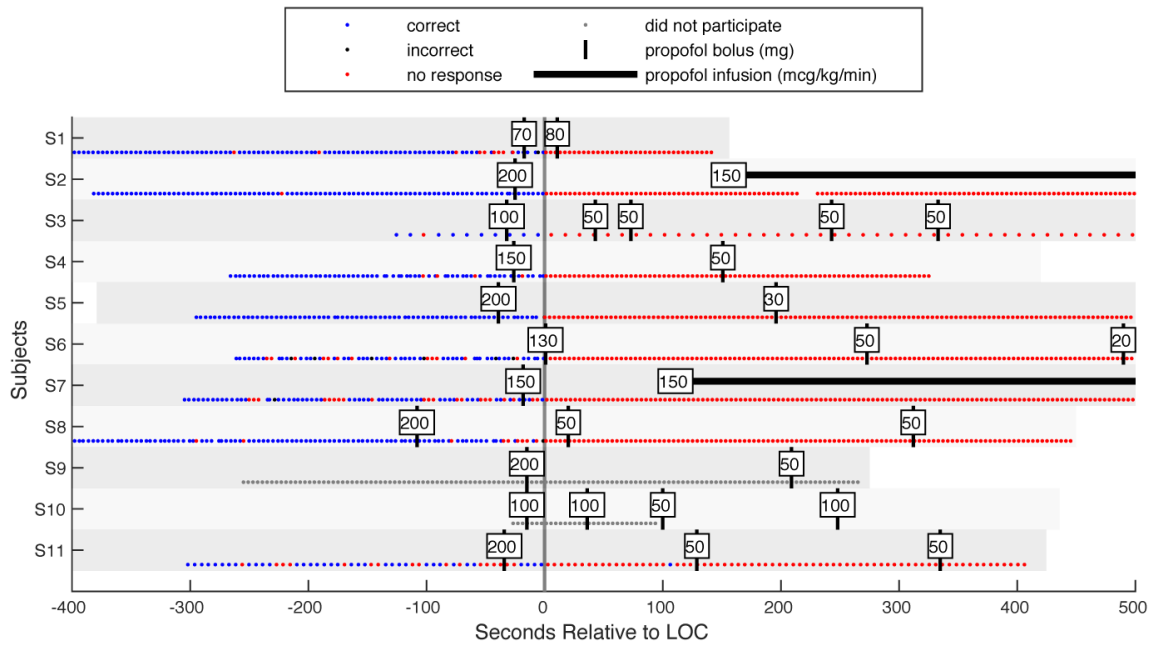 correct
did not participate
incorrect
propofol bolus (mg)
no response
propofol infusion (mcg/kg/min)
S1
70
80
S2
200
150
S3
100
50
50
50
50
S4
150
50
S5
200
30
S6
130
50
20
S7
150
150
S8
200
50
50
S9
200
50
S10
100
100
50
100
S11
200
50
50
Subjects
-400
-300
-200
-100
0
100
200
300
400
500
Seconds Relative to LOC